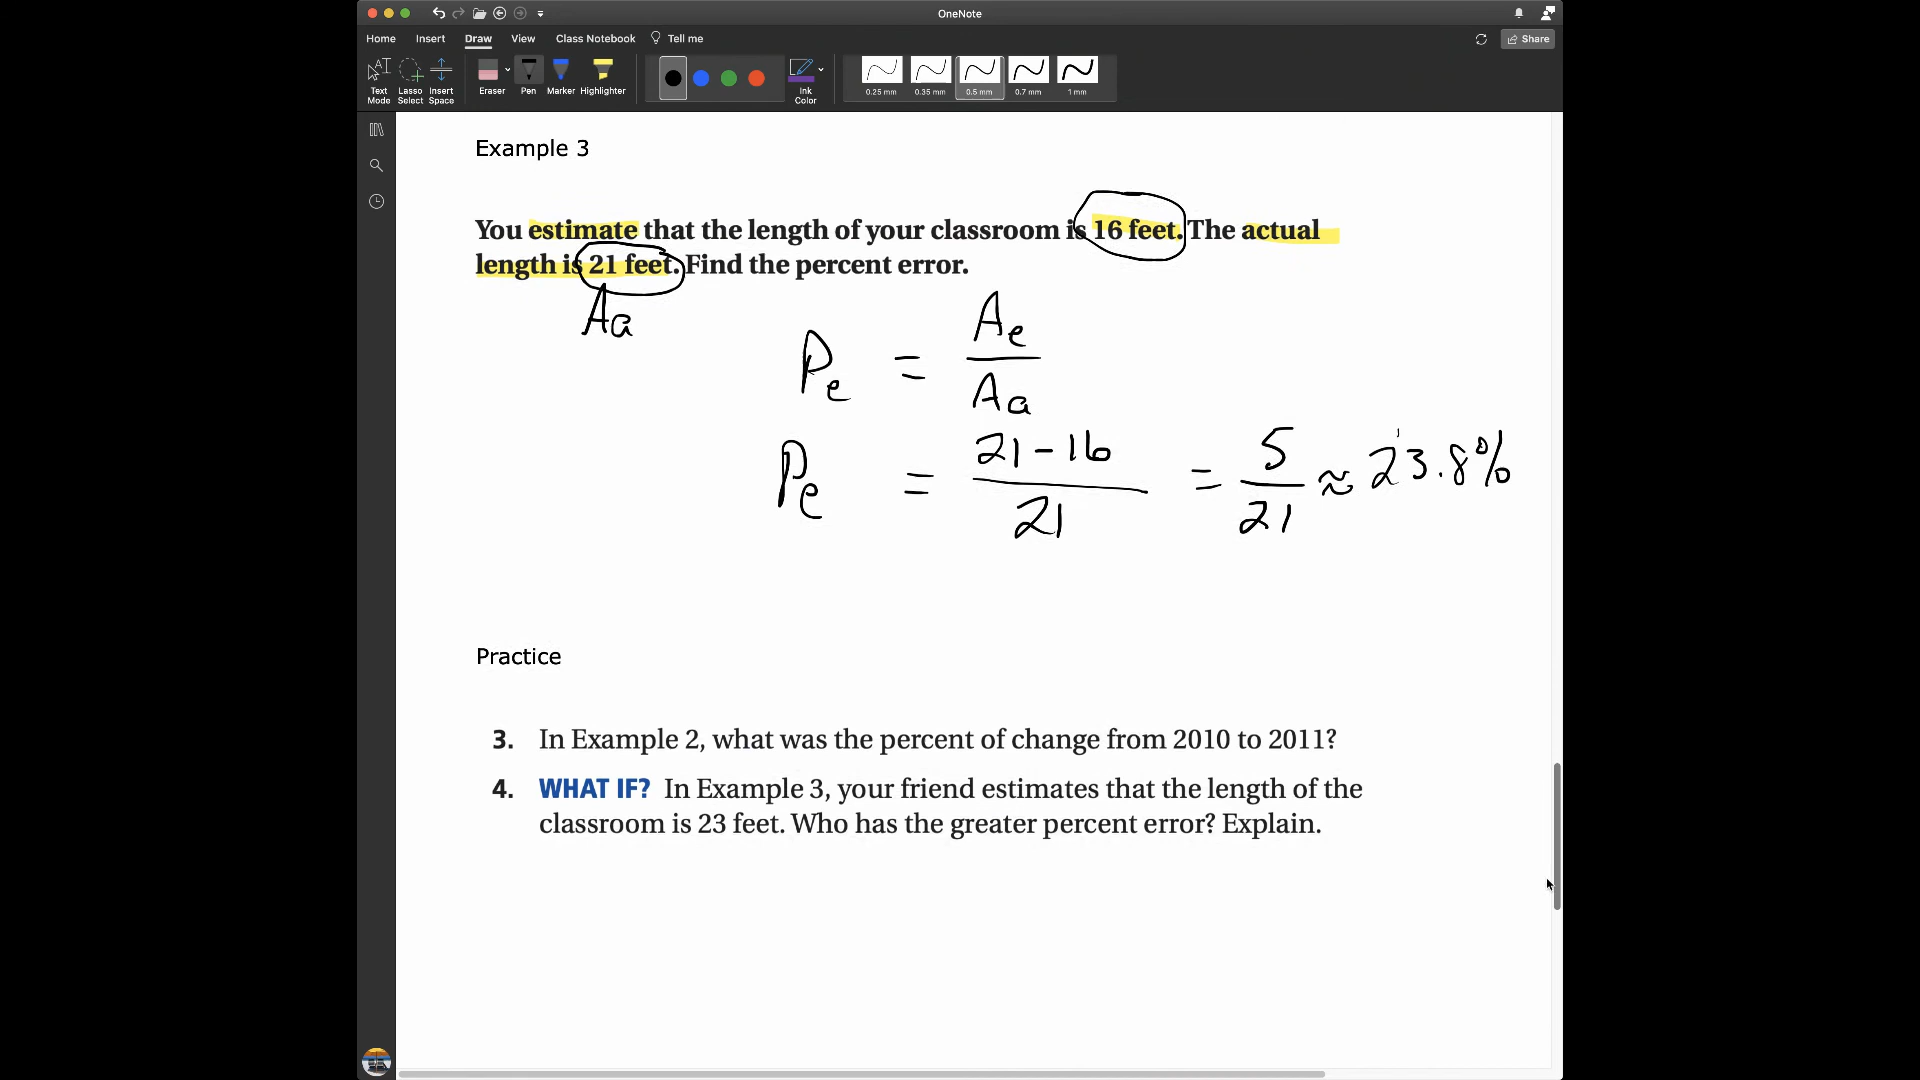 OneNote
Home Insert Draw View Class Notebook Tell me Share
Text Mode Lasso Select Insert Space Eraser Pen Marker Highlighter Ink Color 0.25 mm 0.35 mm 0.5 mm 0.7 mm 1 mm
Example 3
You estimate that the length of your classroom is 16 feet. The actual
length is 21 feet. Find the percent error.
Aa
Pe = Ae / Aa
Pe = 21 - 16 / 21 = 5 / 21 ≈ 23.8%
Practice
3. In Example 2, what was the percent of change from 2010 to 2011?
4. WHAT IF? In Example 3, your friend estimates that the length of the
classroom is 23 feet. Who has the greater percent error? Explain.